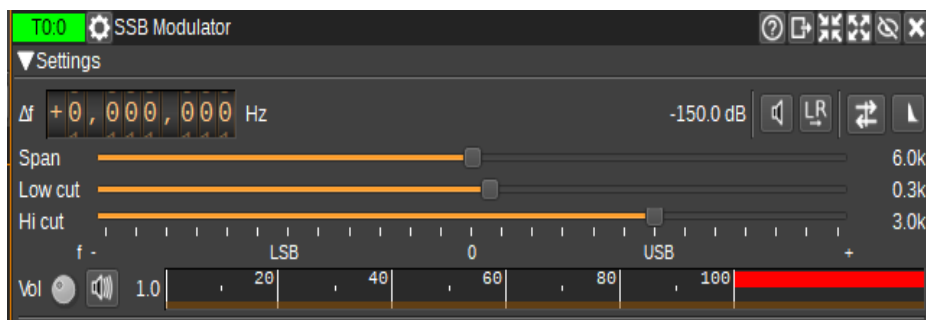 T0:0 SSB Modulator
Settings
Δf +0,000,000 Hz -150.0 dB LR
Span 6.0k
Low cut 0.3k
Hi cut 3.0k
f - LSB 0 USB +
Vol 1.0 20 40 60 80 100